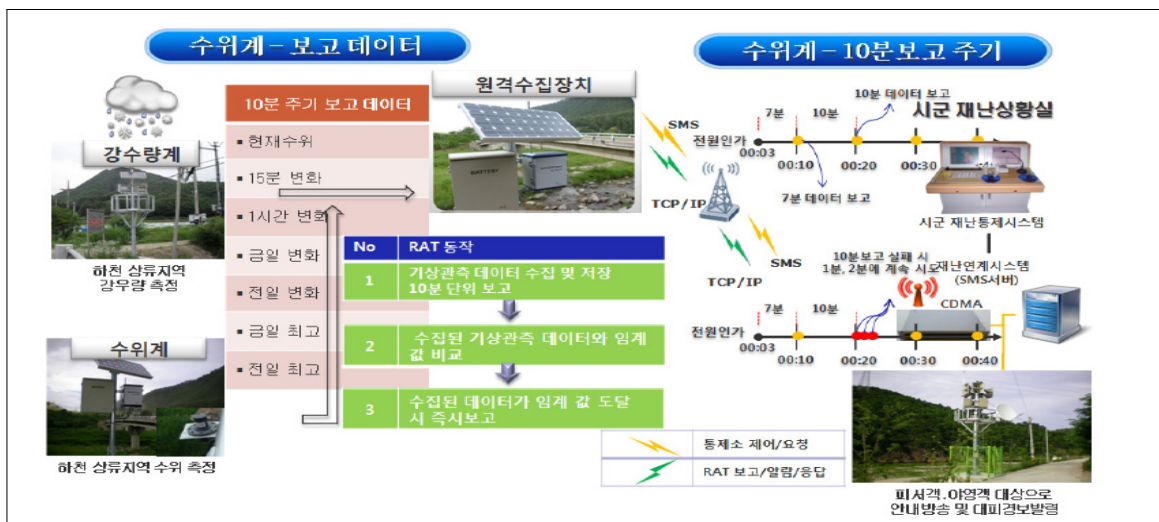 수위계 – 보고 데이터
수위계 – 10분보고 주기
강수량계
하천 상류지역
강우량 측정
수위계
하천 상류지역 수위 측정
10분 주기 보고 데이터
▪ 현재수위
▪ 15분 변화
▪ 1시간 변화
▪ 금일 변화
▪ 전일 변화
▪ 금일 최고
▪ 전일 최고
원격수집장치
BATTERY
No RAT 동작
1 기상관측 데이터 수집 및 저장
10분 단위 보고
2 수집된 기상관측 데이터와 임계
값 비교
3 수집된 데이터가 임계 값 도달
시 즉시보고
SMS
TCP/IP
SMS
TCP/IP
10분 데이터 보고
7분 10분
시군 재난상황실
전원인가
00:03 00:10 00:20 00:30
7분 데이터 보고
시군 재난통제시스템
10분보고 실패 시
1분, 2분에 계속 시도
재난연계시스템
(SMS서버)
CDMA
7분 10분
전원인가
00:03 00:10 00:20 00:30 00:40
통제소 제어/요청
RAT 보고/알람/응답
피서객.야영객 대상으로
안내방송 및 대피경보발령